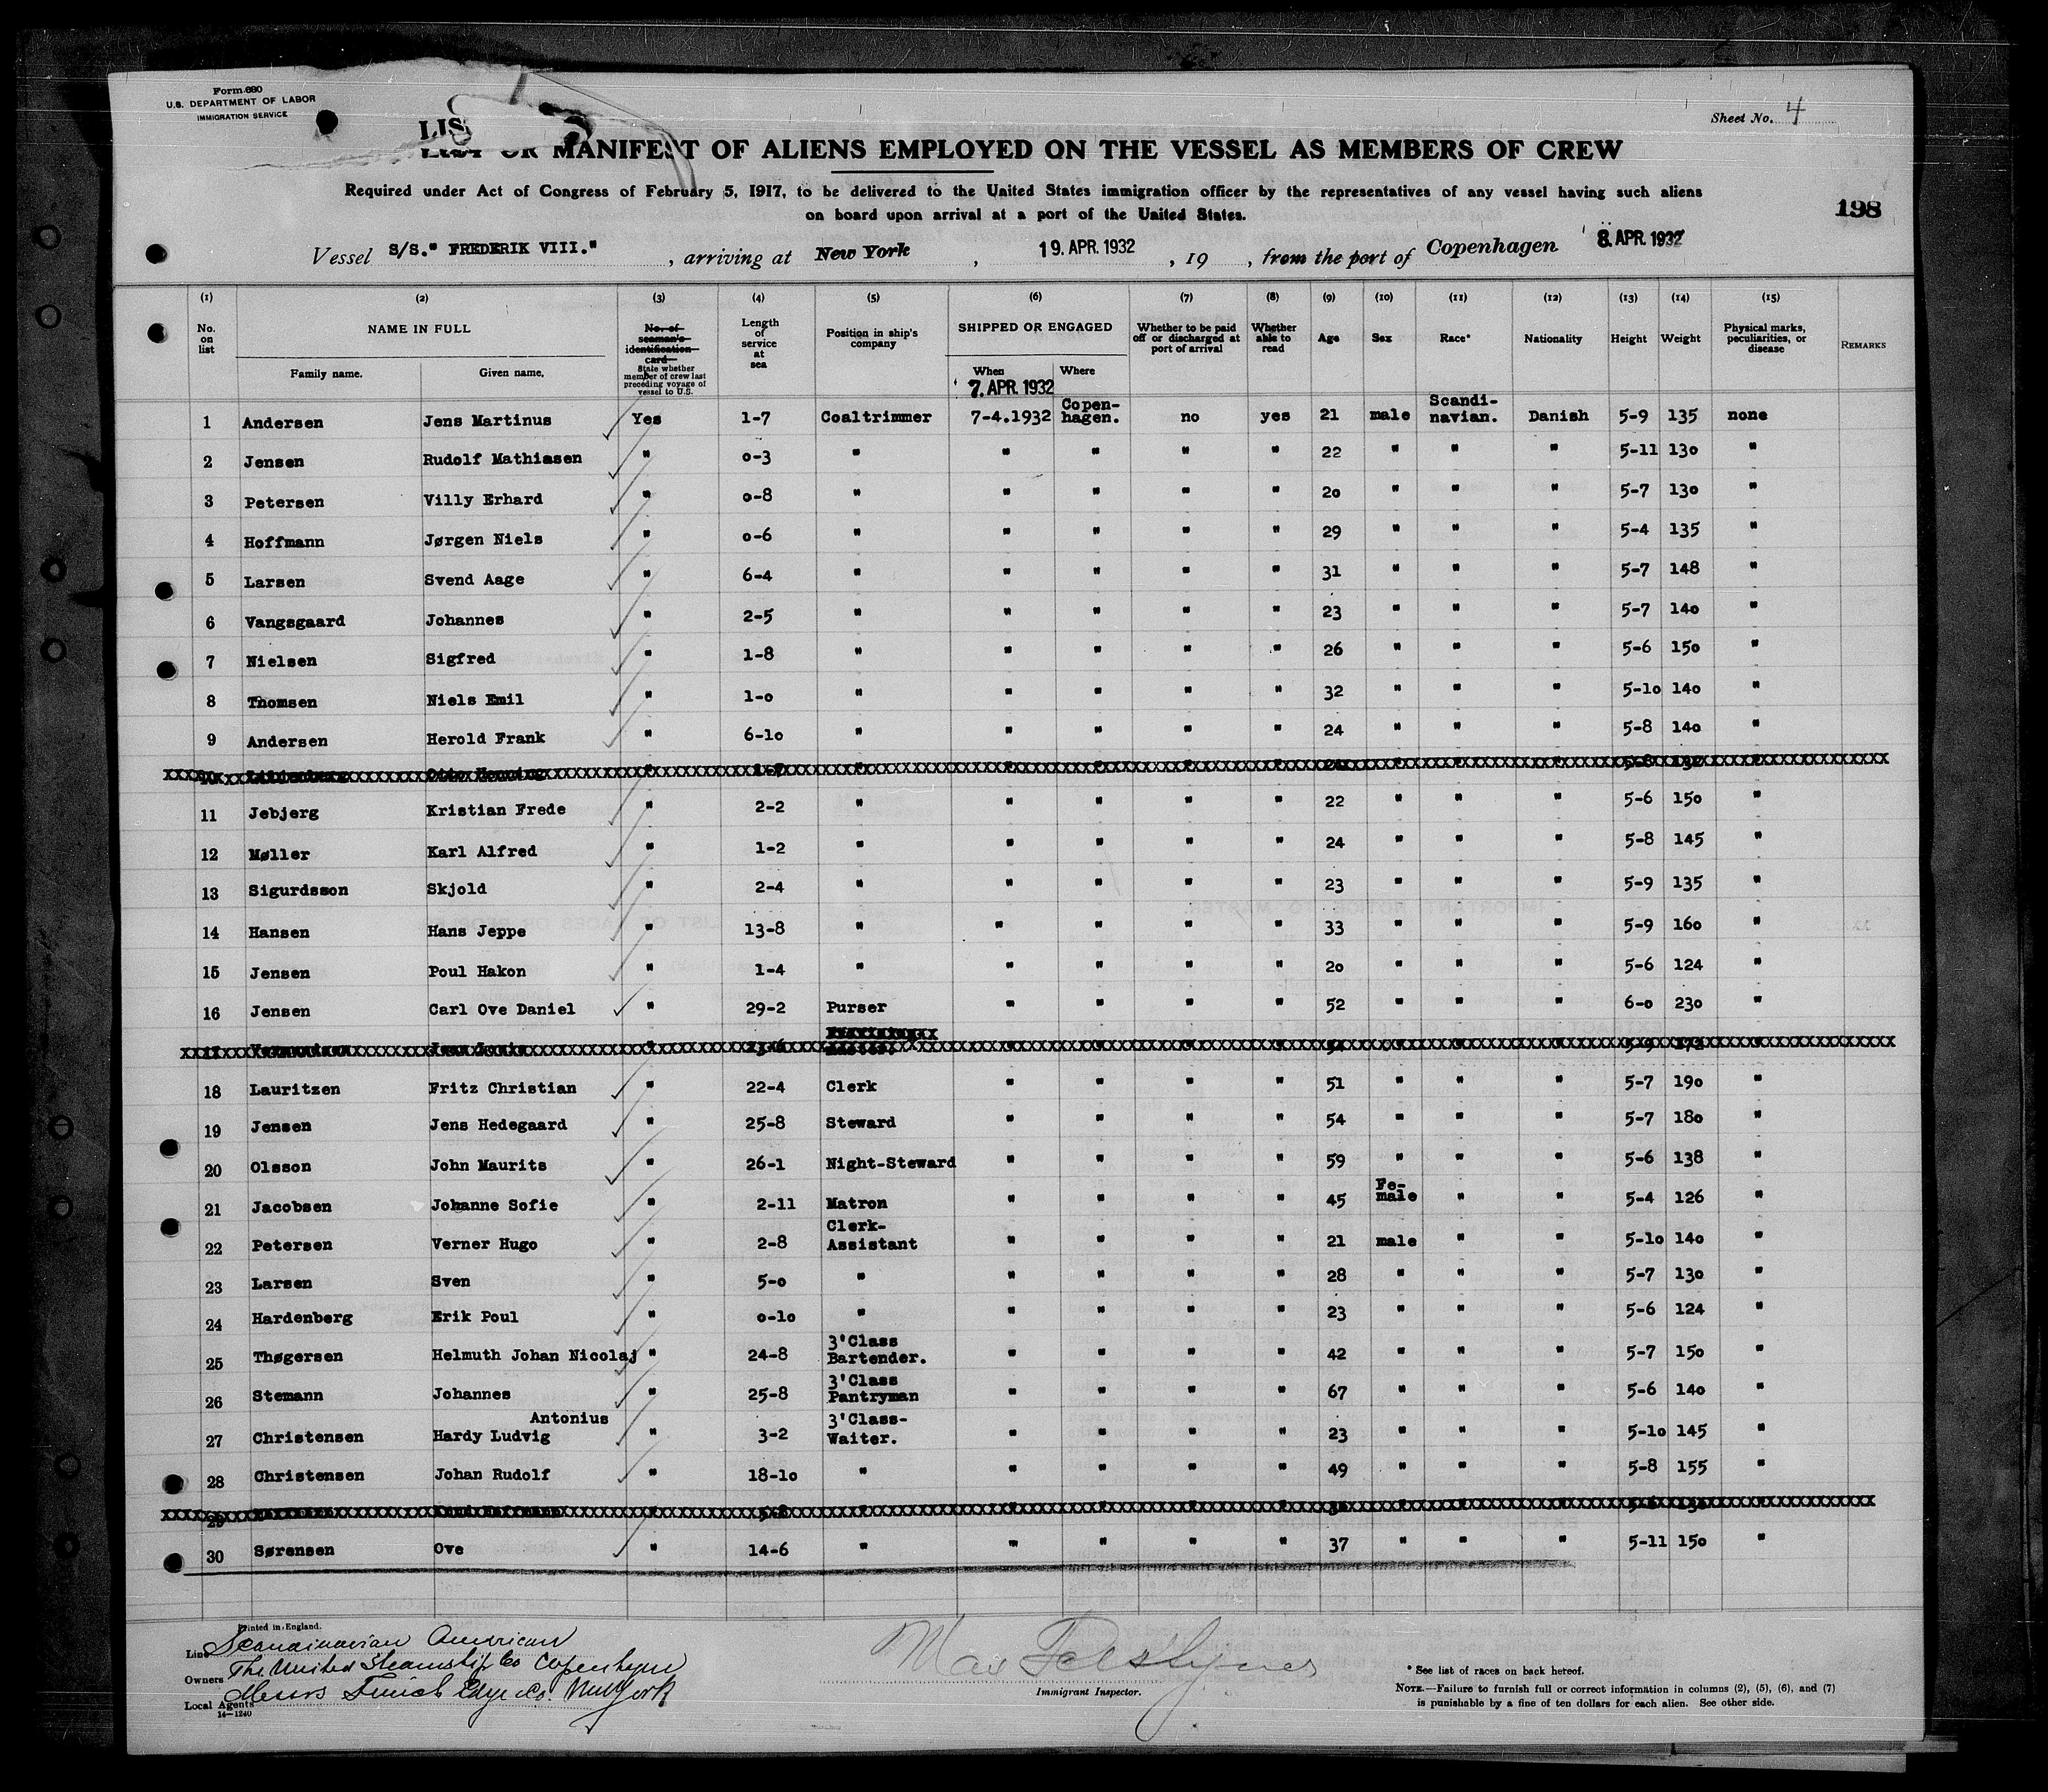 Form 680
U.S. DEPARTMENT OF LABOR
IMMIGRATION SERVICE
Sheet No. 4
LIS
LIST OR MANIFEST OF ALIENS EMPLOYED ON THE VESSEL AS MEMBERS OF CREW
Required under Act of Congress of February 5, 1917, to be delivered to the United States immigration officer by the representatives of any vessel having such aliens
on board upon arrival at a port of the United States.
198
Vessel S/S." FREDERIK VIII.", arriving at New York, 19. APR. 1932, 19 , from the port of Copenhagen 8. APR. 1932
(1) (2) (3) (4) (5) (6) (7) (8) (9) (10) (11) (12) (13) (14) (15)
No. on list NAME IN FULL Family name. Given name. No. of seaman's identification card State whether member of crew last preceding voyage of vessel to U.S. Length of service at sea Position in ship's company SHIPPED OR ENGAGED When Where Whether to be paid off or discharged at port of arrival Whether able to read Age Sex Race* Nationality Height Weight Physical marks, peculiarities, or disease REMARKS
7. APR. 1932
1 Andersen Jens Martinus Yes 1-7 Coaltrimmer 7-4.1932 Copen-hagen. no yes 21 male Scandi-navian. Danish 5-9 135 none
2 Jensen Rudolf Mathiasen " 0-3 " " " " " 22 " " " 5-11 130 "
3 Petersen Villy Erhard " 0-8 " " " " " 20 " " " 5-7 130 "
4 Hoffmann Jørgen Niels " 0-6 " " " " " 29 " " " 5-4 135 "
5 Larsen Svend Aage " 6-4 " " " " " 31 " " " 5-7 148 "
6 Vangsgaard Johannes " 2-5 " " " " " 23 " " " 5-7 140 "
7 Nielsen Sigfred " 1-8 " " " " " 26 " " " 5-6 150 "
8 Thomsen Niels Emil " 1-0 " " " " " 32 " " " 5-10 140 "
9 Andersen Herold Frank " 6-10 " " " " " 24 " " " 5-8 140 "
10 Otto Henning
11 Jebjerg Kristian Frede " 2-2 " " " " " 22 " " " 5-6 150 "
12 Møller Karl Alfred " 1-2 " " " " " 24 " " " 5-8 145 "
13 Sigurdsson Skjold " 2-4 " " " " " 23 " " " 5-9 135 "
14 Hansen Hans Jeppe " 13-8 " " " " " 33 " " " 5-9 160 "
15 Jensen Poul Hakon " 1-4 " " " " " 20 " " " 5-6 124 "
16 Jensen Carl Ove Daniel " 29-2 Purser " " " " 52 " " " 6-0 230 "
17
18 Lauritzen Fritz Christian " 22-4 Clerk " " " " 51 " " " 5-7 190 "
19 Jensen Jens Hedegaard " 25-8 Steward " " " " 54 " " " 5-7 180 "
20 Olsson John Maurits " 26-1 Night-Steward " " " " 59 " " " 5-6 138 "
21 Jacobsen Johanne Sofie " 2-11 Matron " " " " 45 Fe-male " " 5-4 126 "
22 Petersen Verner Hugo " 2-8 Clerk-Assistant " " " " 21 male " " 5-10 140 "
23 Larsen Sven " 5-0 " " " " " 28 " " " 5-7 130 "
24 Hardenberg Erik Poul " 0-10 " " " " " 23 " " " 5-6 124 "
25 Thøgersen Helmuth Johan Nicolaj " 24-8 3'Class Bartender. " " " " 42 " " " 5-7 150 "
26 Stemann Johannes " 25-8 3'Class Pantryman " " " " 67 " " " 5-6 140 "
27 Christensen Hardy Ludvig Antonius " 3-2 3'Class-Waiter. " " " " 23 " " " 5-10 145 "
28 Christensen Johan Rudolf " 18-10 " " " " " 49 " " " 5-8 155 "
29
30 Sørensen Ove " 14-6 " " " " " 37 " " " 5-11 150 "
Printed in England.
Line Scandinavian American
Owners The United Steamship Co Copenhagen
Local Agents Messrs Funch Edye & Co. New York
14—1240
Immigrant Inspector.
* See list of races on back hereof.
NOTE.—Failure to furnish full or correct information in columns (2), (5), (6), and (7)
is punishable by a fine of ten dollars for each alien. See other side.